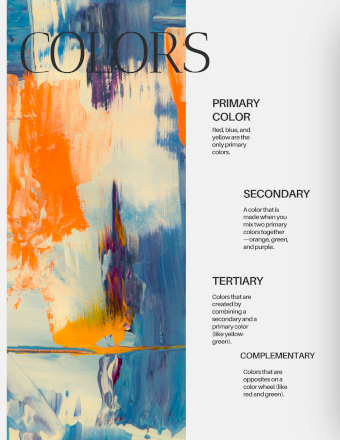 COLORS
PRIMARY
COLOR
Red, blue, and
yellow are the
only primary
colors.
SECONDARY
A color that is
made when you
mix two primary
colors together
—orange, green,
and purple.
TERTIARY
Colors that are
created by
combining a
secondary and a
primary color
(like yellow-
green).
COMPLEMENTARY
Colors that are
opposites on a
color wheel (like
red and green).